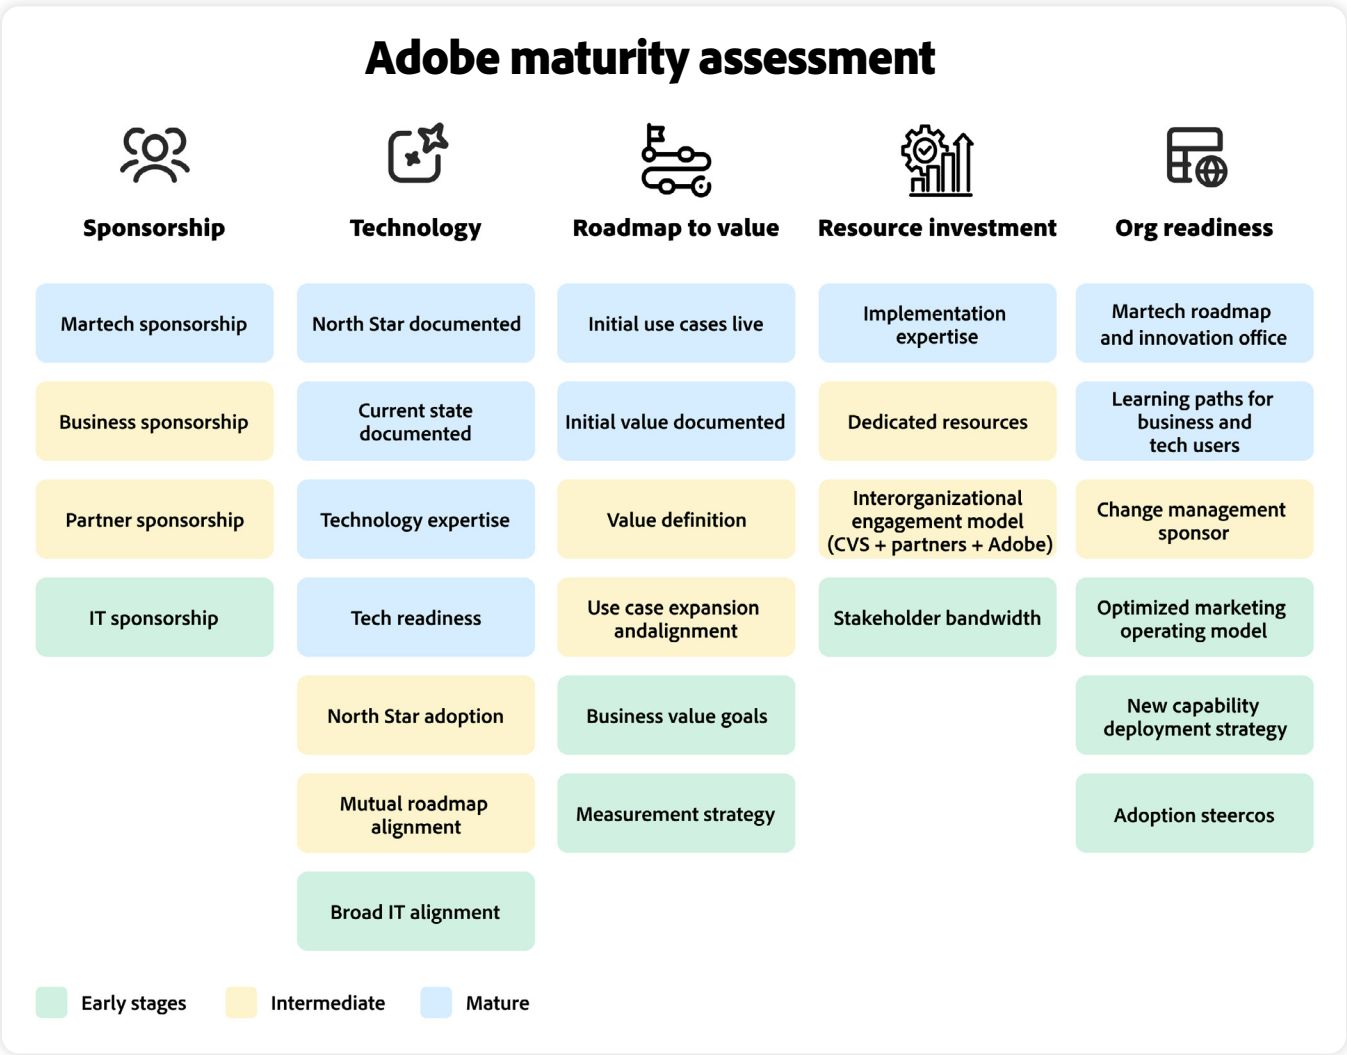 Adobe maturity assessment
Sponsorship
Technology
Roadmap to value
Resource investment
Org readiness
Martech sponsorship
Business sponsorship
Partner sponsorship
IT sponsorship
North Star documented
Current state
documented
Technology expertise
Tech readiness
North Star adoption
Mutual roadmap
alignment
Broad IT alignment
Initial use cases live
Initial value documented
Value definition
Use case expansion
andalignment
Business value goals
Measurement strategy
Implementation
expertise
Dedicated resources
Interorganizational
engagement model
(CVS + partners + Adobe)
Stakeholder bandwidth
Martech roadmap
and innovation office
Learning paths for
business and
tech users
Change management
sponsor
Optimized marketing
operating model
New capability
deployment strategy
Adoption steercos
Early stages
Intermediate
Mature